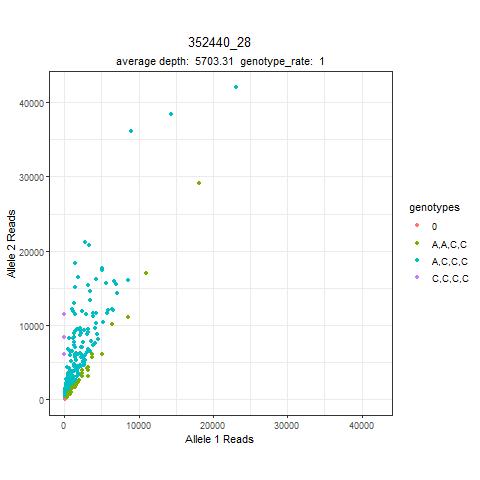 352440_28
average depth: 5703.31 genotype_rate: 1
40000
30000
20000
10000
0
Allele 2 Reads
0 10000 20000 30000 40000
Allele 1 Reads
genotypes
0
A,A,C,C
A,C,C,C
C,C,C,C